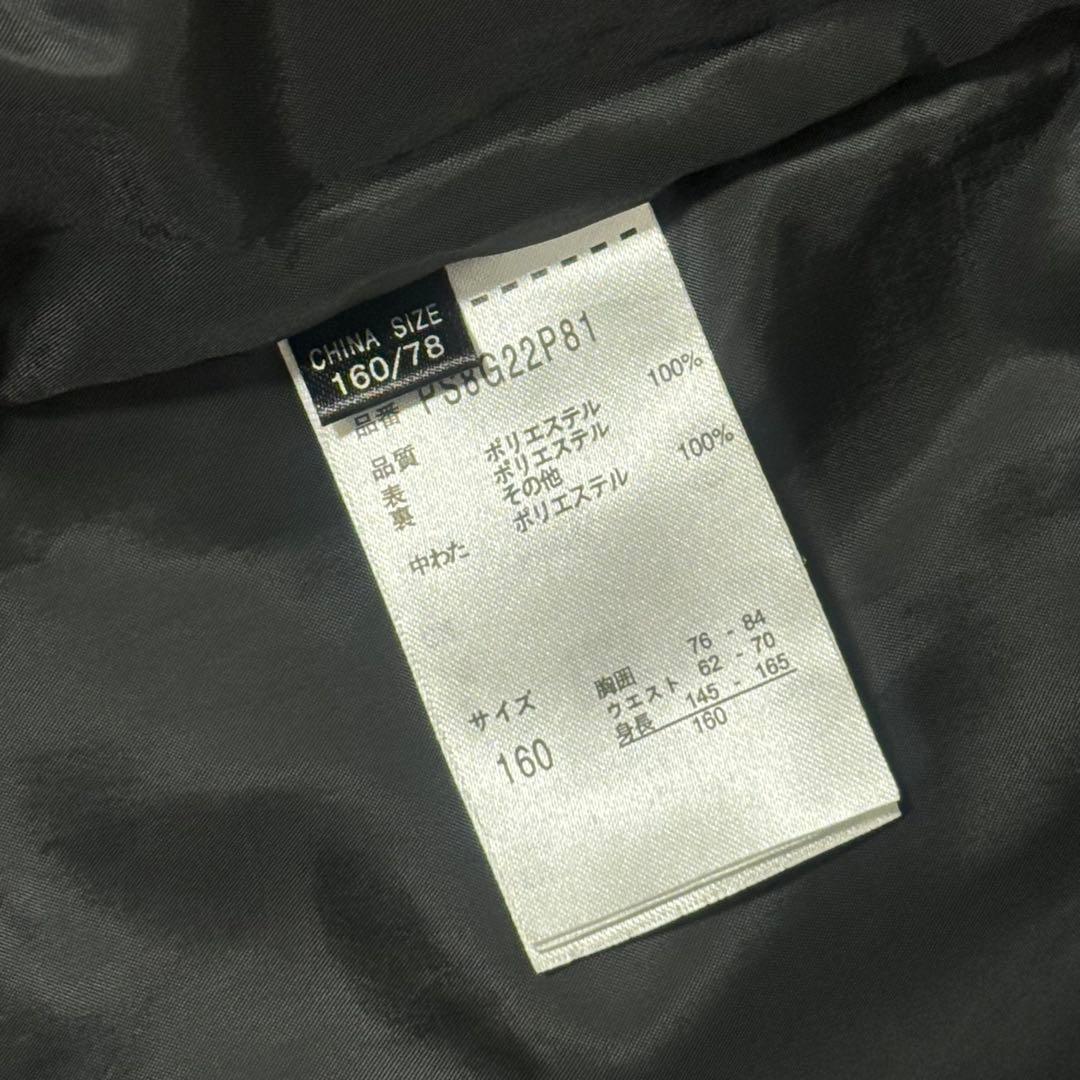 CHINA SIZE
160/78
品番 PS8G22P81
品質 ポリエステル 100%
表 ポリエステル
裏 その他
中わた ポリエステル 100%
サイズ
160
胸囲 76 - 84
ウエスト 62 - 70
身長 145 - 165
160